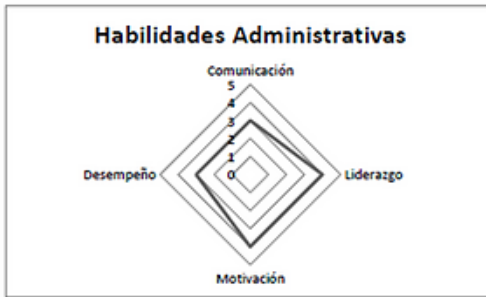 Habilidades Administrativas
Comunicación
5
4
3
2
1
0
Desempeño
Liderazgo
Motivación